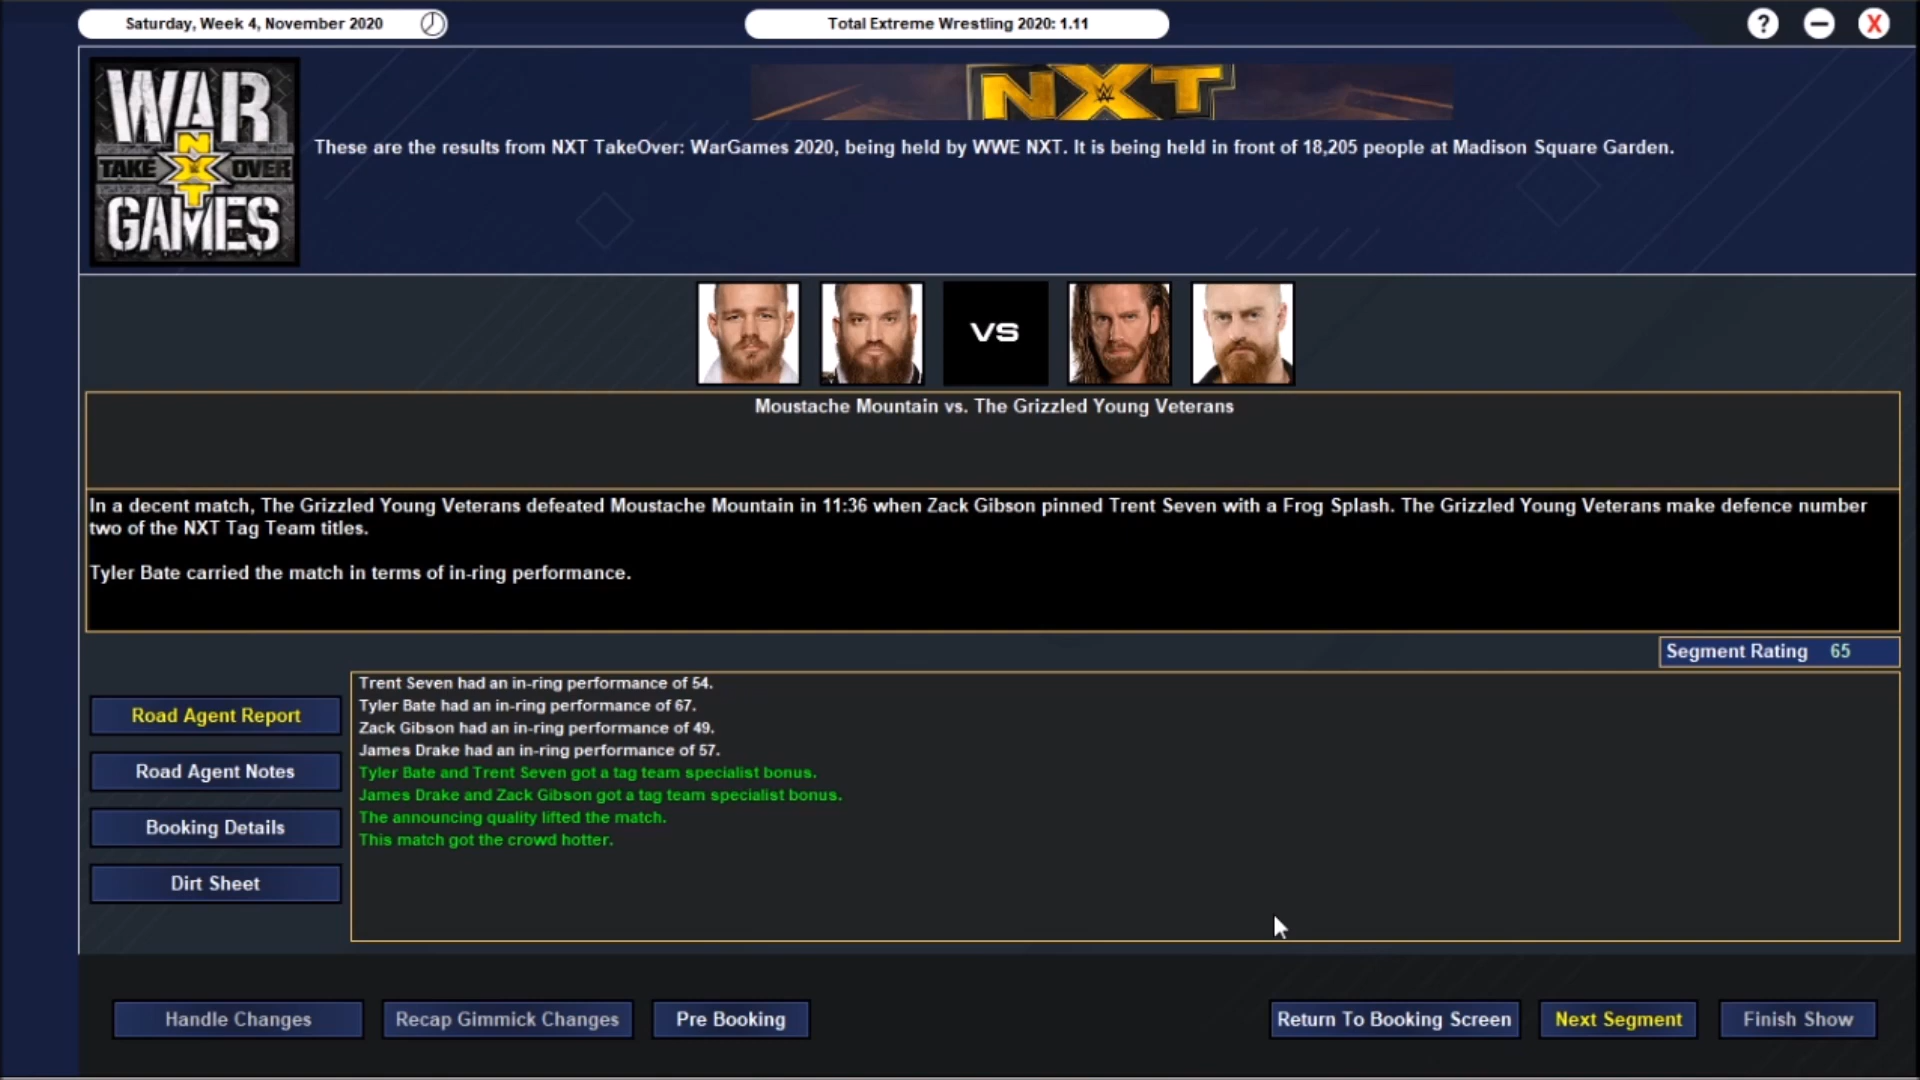 Saturday, Week 4, November 2020
Total Extreme Wrestling 2020: 1.11
?
X
WAR
NXT
TAKE OVER
GAMES
NXT
These are the results from NXT TakeOver: WarGames 2020, being held by WWE NXT. It is being held in front of 18,205 people at Madison Square Garden.
VS
Moustache Mountain vs. The Grizzled Young Veterans
In a decent match, The Grizzled Young Veterans defeated Moustache Mountain in 11:36 when Zack Gibson pinned Trent Seven with a Frog Splash. The Grizzled Young Veterans make defence number
two of the NXT Tag Team titles.
Tyler Bate carried the match in terms of in-ring performance.
Segment Rating 65
Road Agent Report
Road Agent Notes
Booking Details
Dirt Sheet
Trent Seven had an in-ring performance of 54.
Tyler Bate had an in-ring performance of 67.
Zack Gibson had an in-ring performance of 49.
James Drake had an in-ring performance of 57.
Tyler Bate and Trent Seven got a tag team specialist bonus.
James Drake and Zack Gibson got a tag team specialist bonus.
The announcing quality lifted the match.
This match got the crowd hotter.
Handle Changes
Recap Gimmick Changes
Pre Booking
Return To Booking Screen
Next Segment
Finish Show